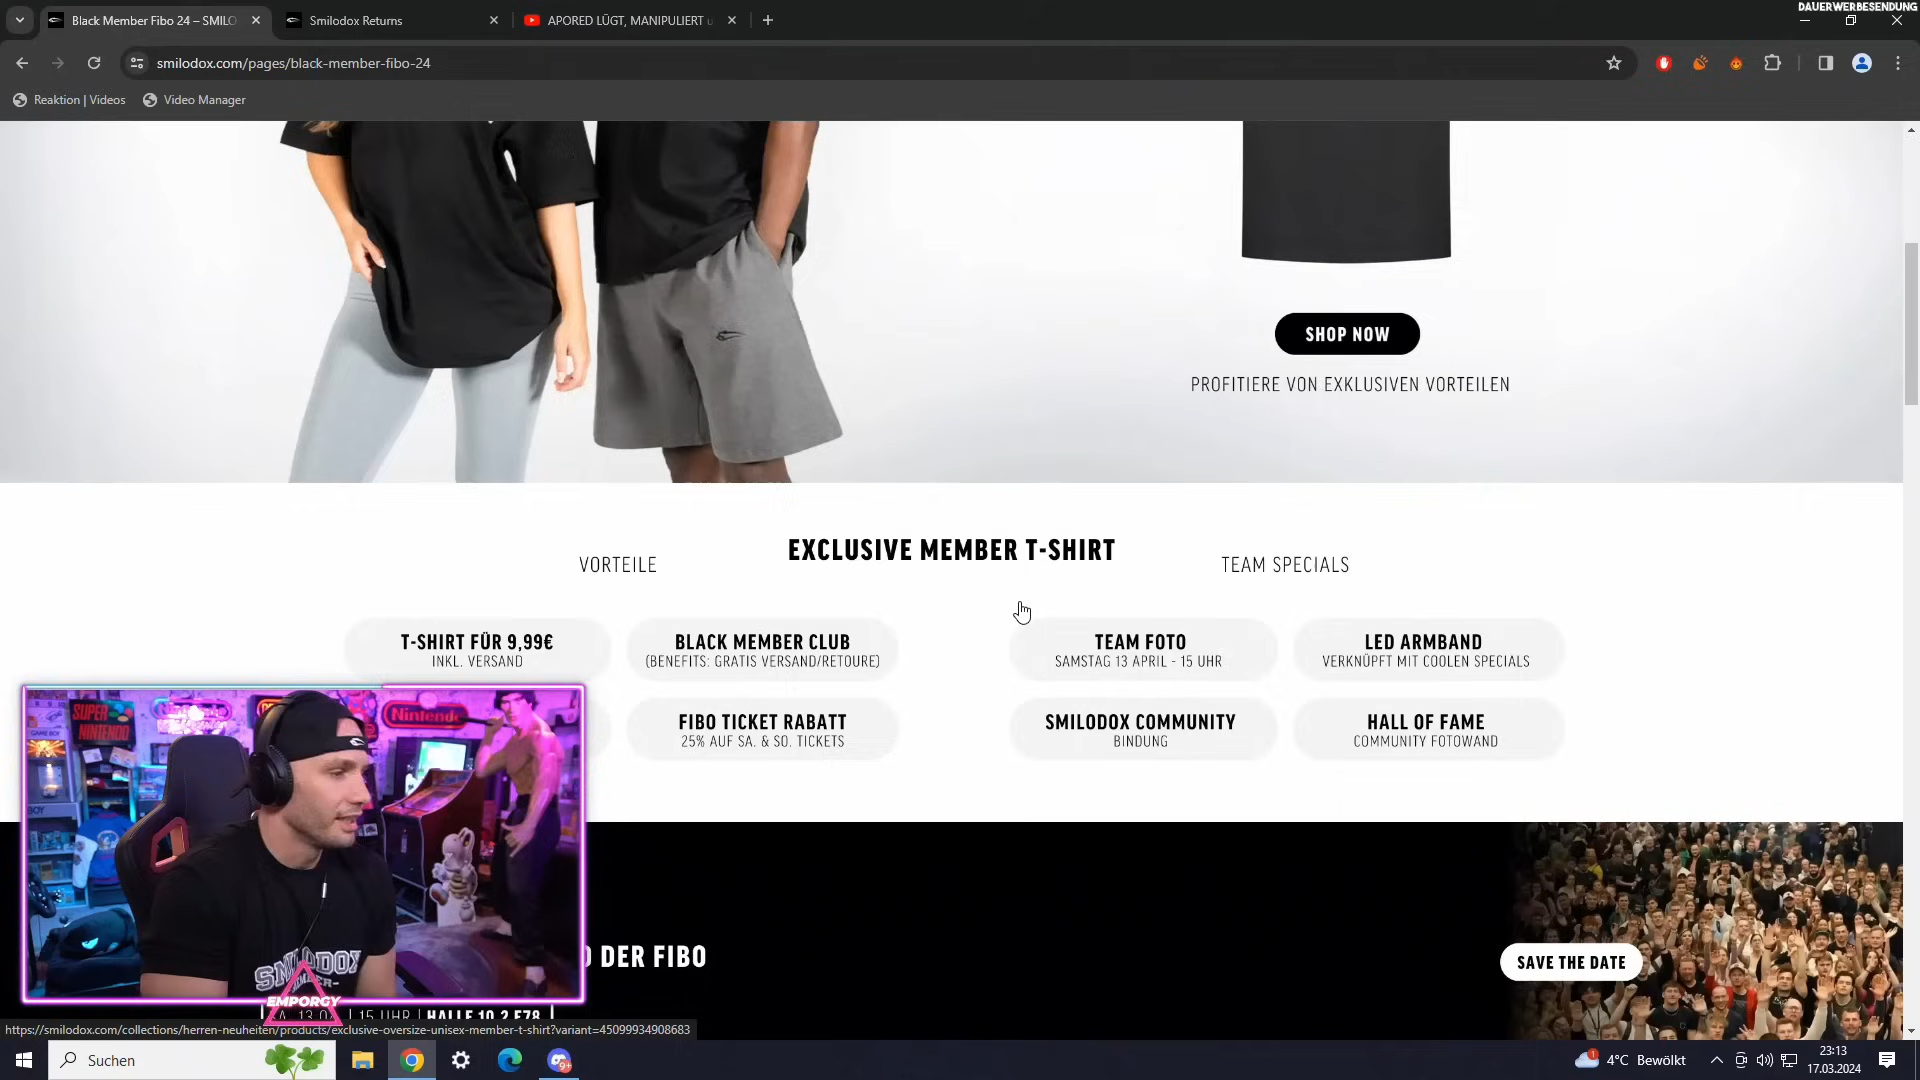 DAUERWERBESENDUNG
Black Member Fibo 24 – SMILO
Smilodox Returns
APORED LÜGT, MANIPULIERT u
smilodox.com/pages/black-member-fibo-24
Reaktion | Videos
Video Manager
SHOP NOW
PROFITIERE VON EXKLUSIVEN VORTEILEN
EXCLUSIVE MEMBER T-SHIRT
VORTEILE
TEAM SPECIALS
T-SHIRT FÜR 9,99€
INKL. VERSAND
BLACK MEMBER CLUB
(BENEFITS: GRATIS VERSAND/RETOURE)
TEAM FOTO
SAMSTAG 13 APRIL - 15 UHR
LED ARMBAND
VERKNÜPFT MIT COOLEN SPECIALS
FIBO TICKET RABATT
25% AUF SA. & SO. TICKETS
SMILODOX COMMUNITY
BINDUNG
HALL OF FAME
COMMUNITY FOTOWAND
SUPER
NINTENDO
Nintendo
GAME BOY
SMILODOX
MEMBER
EMPORGY
DER FIBO
SAVE THE DATE
15 UHR | HALLE 10.2 E78
https://smilodox.com/collections/herren-neuheiten/products/exclusive-oversize-unisex-member-t-shirt?variant=45099934908683
Suchen
9+
1
4°C Bewölkt
23:13
17.03.2024